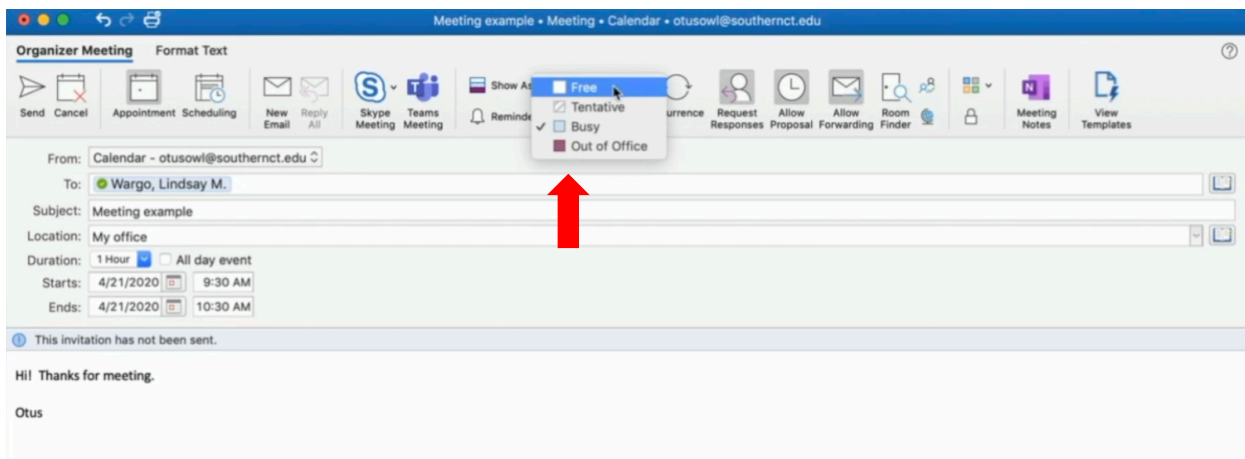 Meeting example • Meeting • Calendar • otusowl@southernct.edu
Organizer Meeting Format Text
Send Cancel Appointment Scheduling New Email Reply All Skype Meeting Teams Meeting Show As Reminde urrence Request Responses Allow Proposal Allow Forwarding Room Finder Meeting Notes View Templates
Free
Tentative
Busy
Out of Office
From: Calendar - otusowl@southernct.edu
To: Wargo, Lindsay M.
Subject: Meeting example
Location: My office
Duration: 1 Hour All day event
Starts: 4/21/2020 9:30 AM
Ends: 4/21/2020 10:30 AM
This invitation has not been sent.
Hi! Thanks for meeting.
Otus